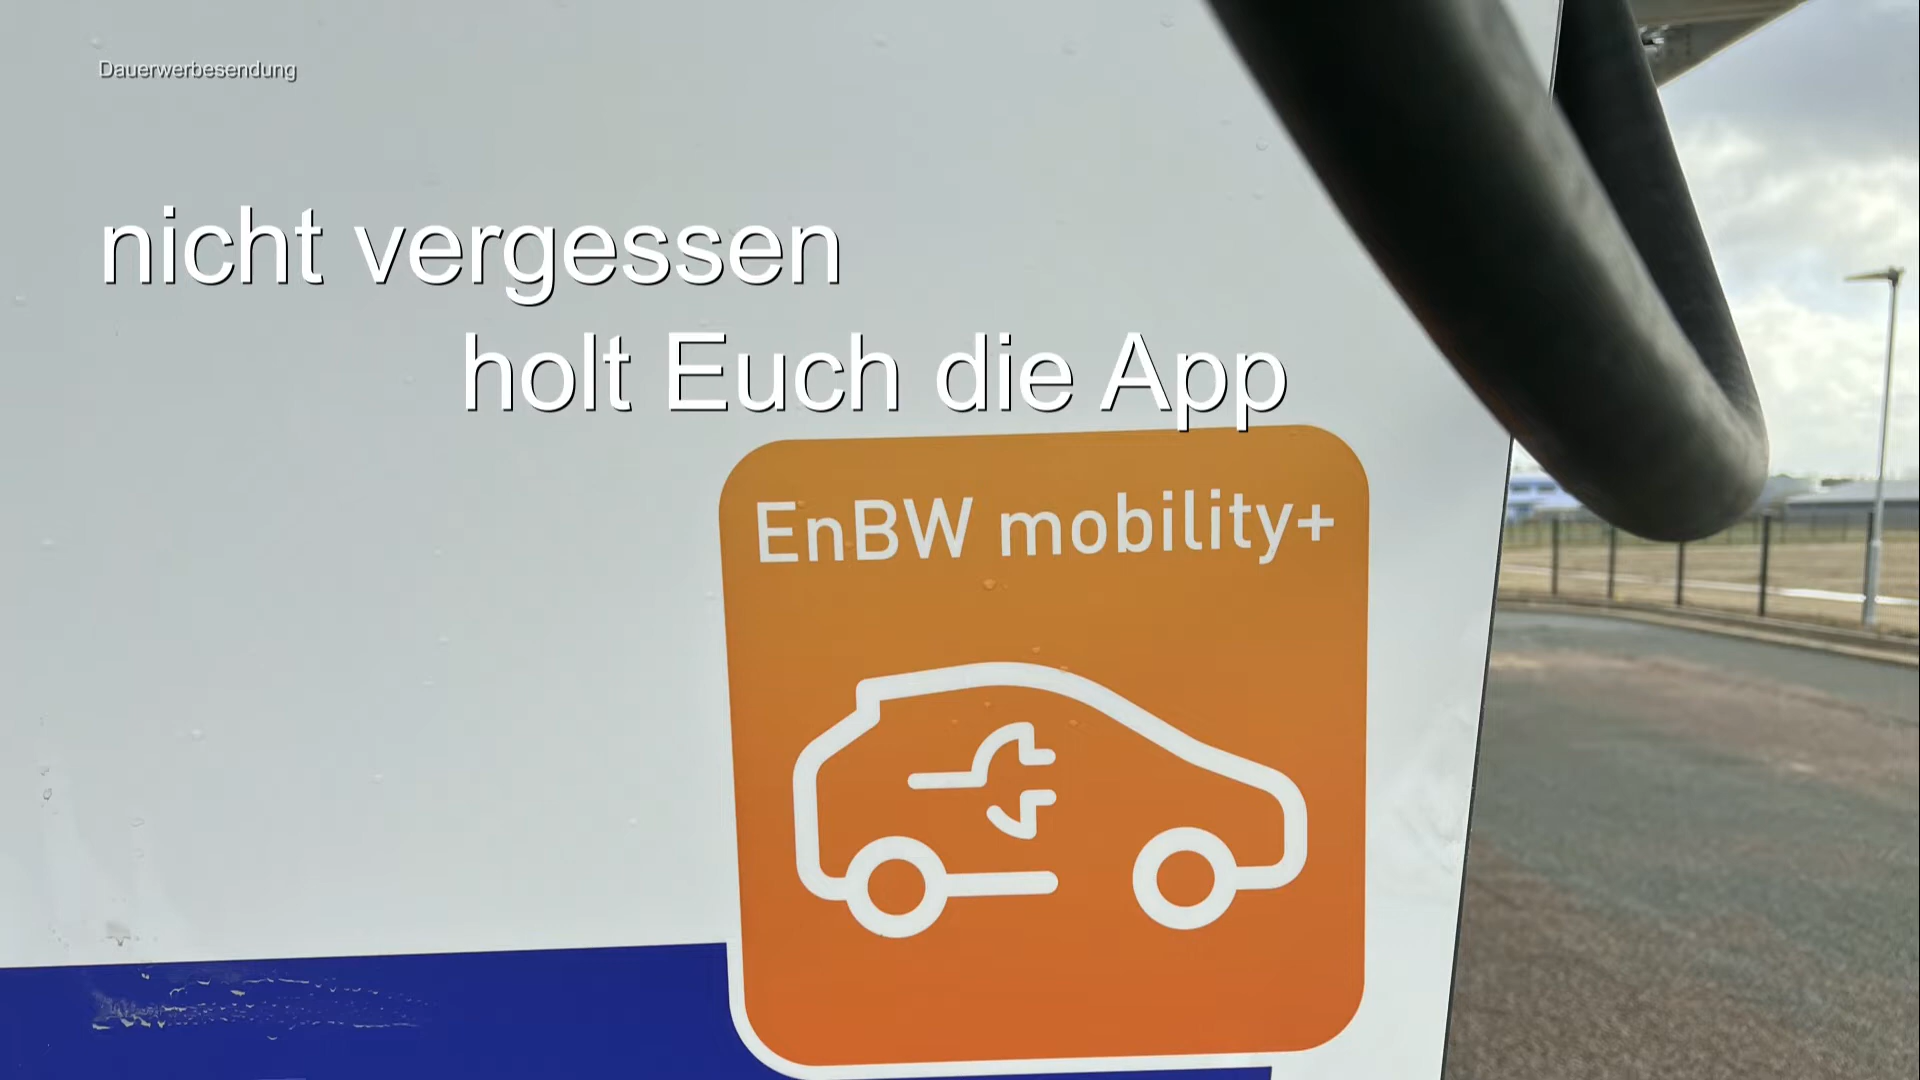 Dauerwerbesendung
nicht vergessen
holt Euch die App
EnBW mobility+